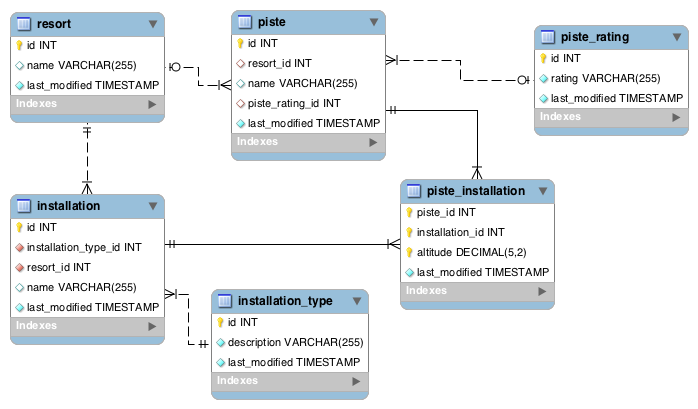 resort
id INT
name VARCHAR(255)
last_modified TIMESTAMP
Indexes
piste
id INT
resort_id INT
name VARCHAR(255)
piste_rating_id INT
last_modified TIMESTAMP
Indexes
piste_rating
id INT
rating VARCHAR(255)
last_modified TIMESTAMP
Indexes
installation
id INT
installation_type_id INT
resort_id INT
name VARCHAR(255)
last_modified TIMESTAMP
Indexes
piste_installation
piste_id INT
installation_id INT
altitude DECIMAL(5,2)
last_modified TIMESTAMP
Indexes
installation_type
id INT
description VARCHAR(255)
last_modified TIMESTAMP
Indexes